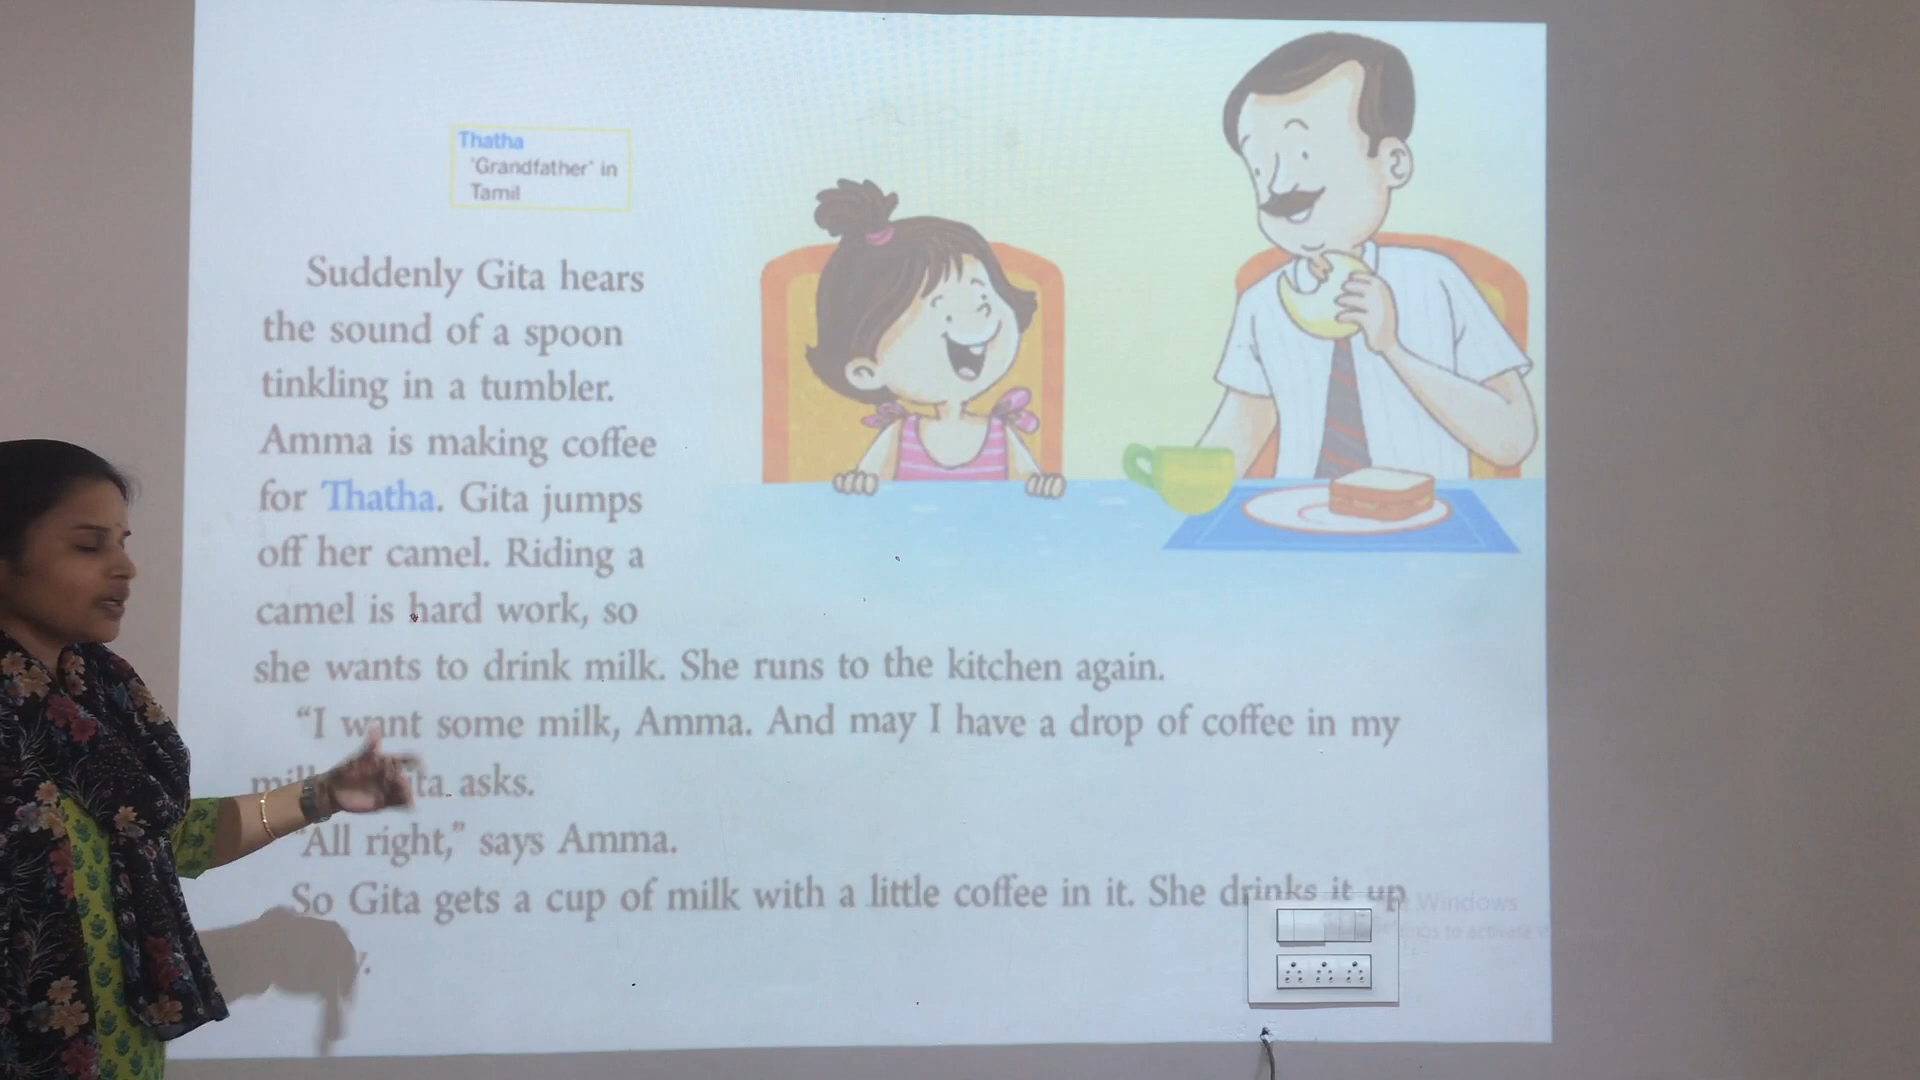 Thatha
'Grandfather' in
Tamil
Suddenly Gita hears
the sound of a spoon
tinkling in a tumbler.
Amma is making coffee
for Thatha. Gita jumps
off her camel. Riding a
camel is hard work, so
she wants to drink milk. She runs to the kitchen again.
“I want some milk, Amma. And may I have a drop of coffee in my
asks.
“All right,” says Amma.
So Gita gets a cup of milk with a little coffee in it. She drinks it up
Windows
to activate